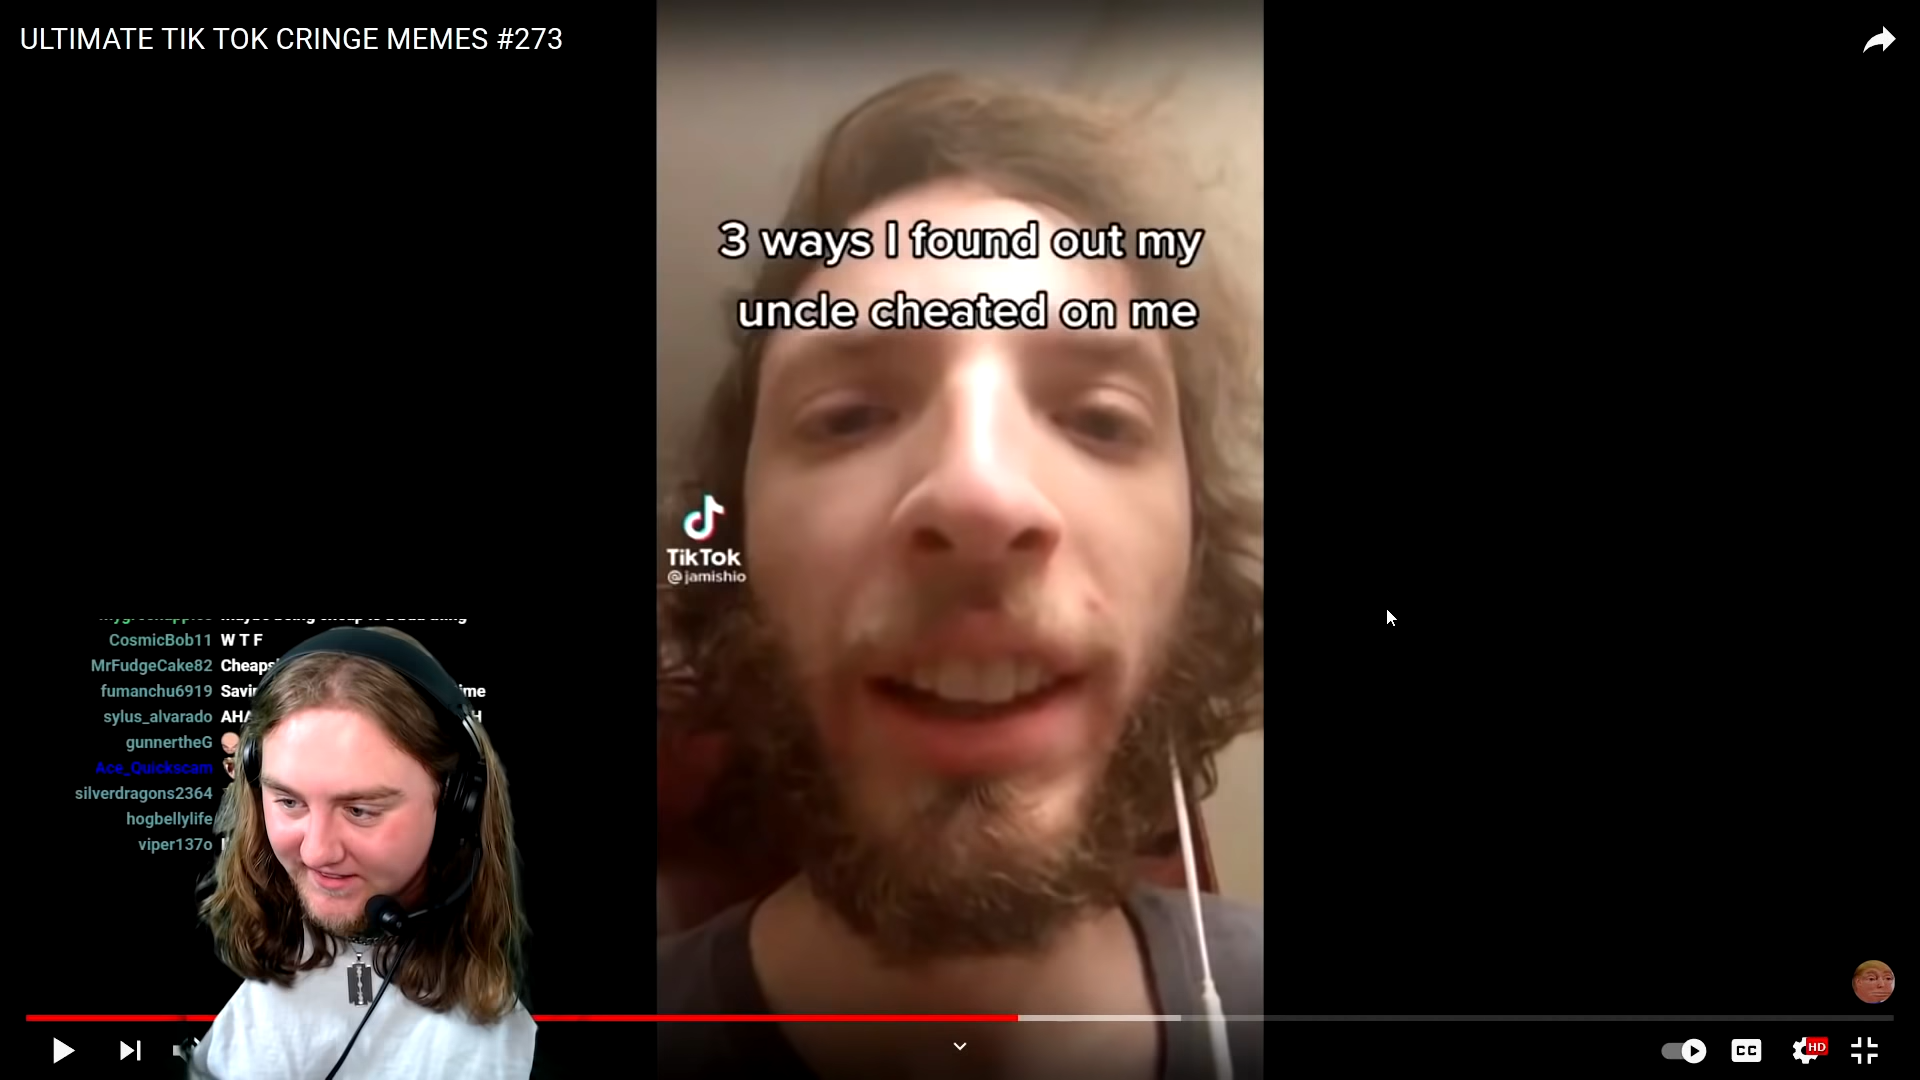 ULTIMATE TIK TOK CRINGE MEMES #273
3 ways I found out my
uncle cheated on me
TikTok
@jamishio
CosmicBob11 W T F
MrFudgeCake82
fumanchu6919
sylus_alvarado
gunnertheG
Ace_Quickscam
silverdragons2364
hogbellylife
viper137o
CC
HD